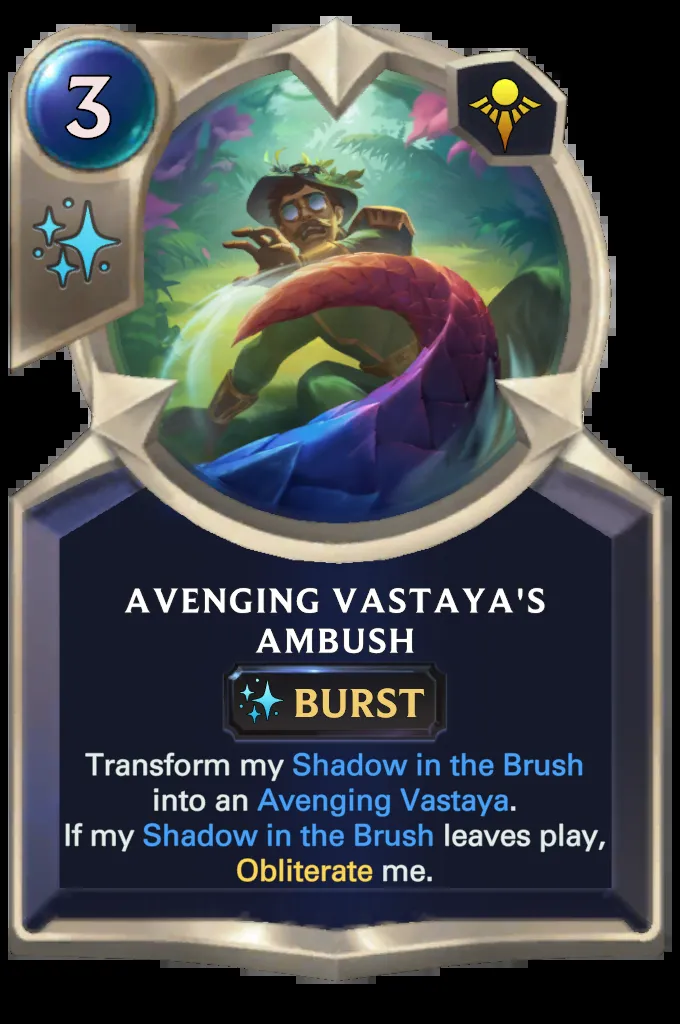 3
AVENGING VASTAYA'S
AMBUSH
BURST
Transform my Shadow in the Brush
into an Avenging Vastaya.
If my Shadow in the Brush leaves play,
Obliterate me.